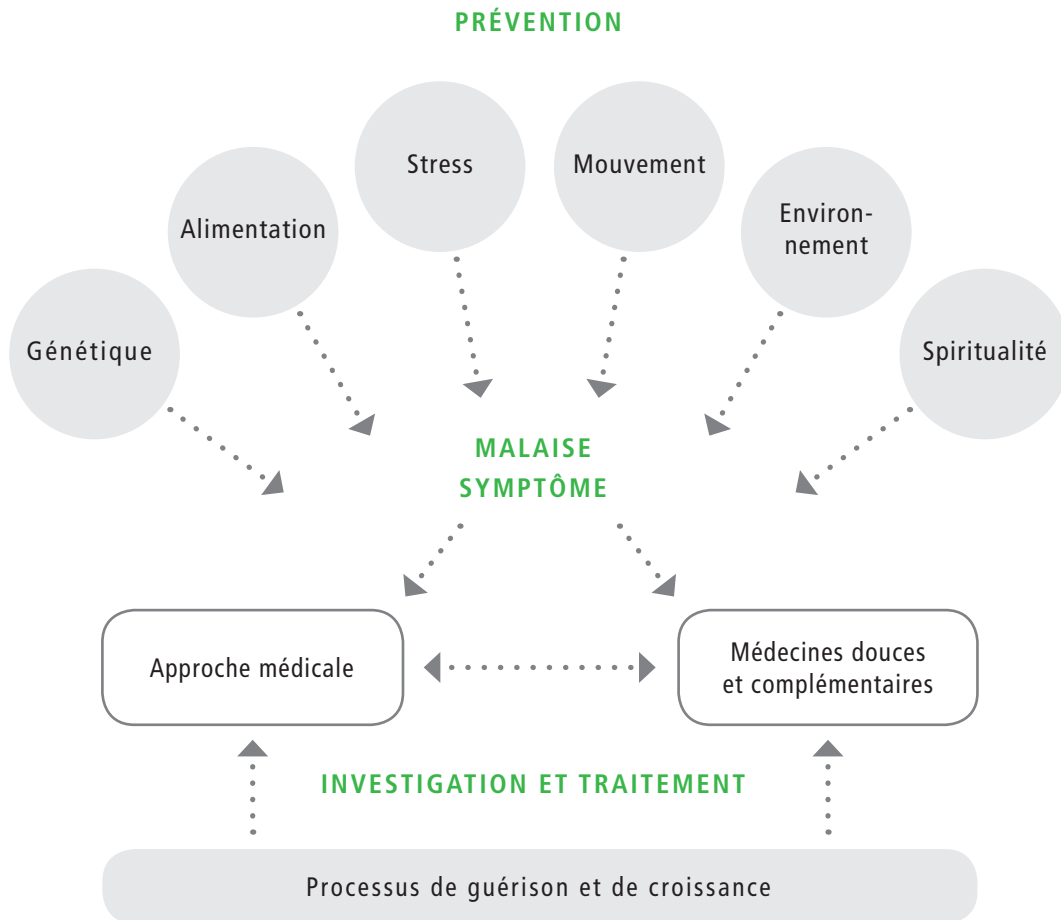 PRÉVENTION
Stress
Mouvement
Alimentation
Environ-
nement
Génétique
Spiritualité
MALAISE
SYMPTÔME
Approche médicale
Médecines douces
et complémentaires
INVESTIGATION ET TRAITEMENT
Processus de guérison et de croissance